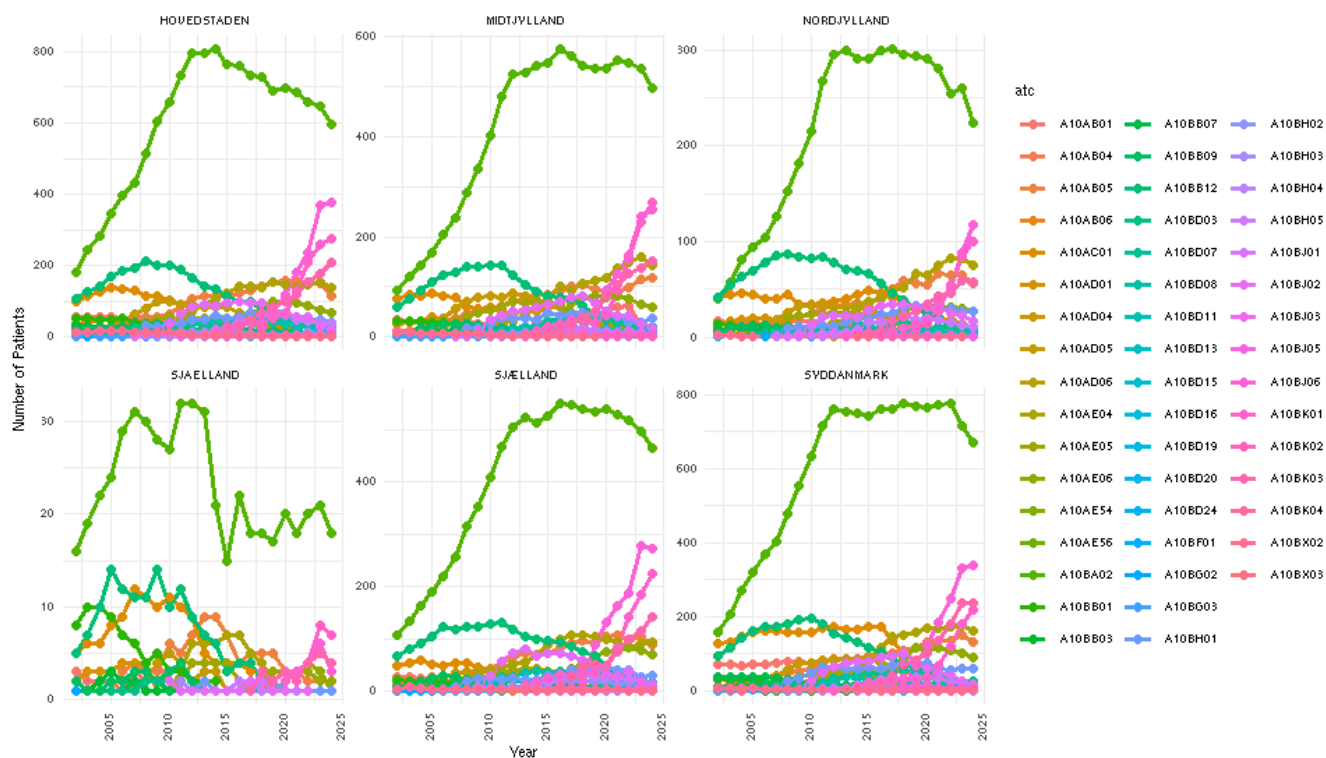 HOVEDSTADEN
MIDTJYLLAND
NORDJYLLAND
800
600
400
200
0
600
400
200
0
300
200
100
0
SJAELLAND
SJÆLLAND
SYDDANMARK
30
20
10
0
400
200
0
800
600
400
200
0
2005
2010
2015
2020
2025
2005
2010
2015
2020
2025
2005
2010
2015
2020
2025
Year
Number of Patients
atc
A10AB01
A10AB04
A10AB05
A10AB06
A10AC01
A10AD01
A10AD04
A10AD05
A10AD06
A10AE04
A10AE05
A10AE06
A10AE54
A10AE56
A10BA02
A10BB01
A10BB03
A10BB07
A10BB09
A10BB12
A10BD03
A10BD07
A10BD08
A10BD11
A10BD13
A10BD15
A10BD16
A10BD19
A10BD20
A10BD24
A10BF01
A10BG02
A10BG03
A10BH01
A10BH02
A10BH03
A10BH04
A10BH05
A10BJ01
A10BJ02
A10BJ03
A10BJ05
A10BJ06
A10BK01
A10BK02
A10BK03
A10BK04
A10BX02
A10BX03